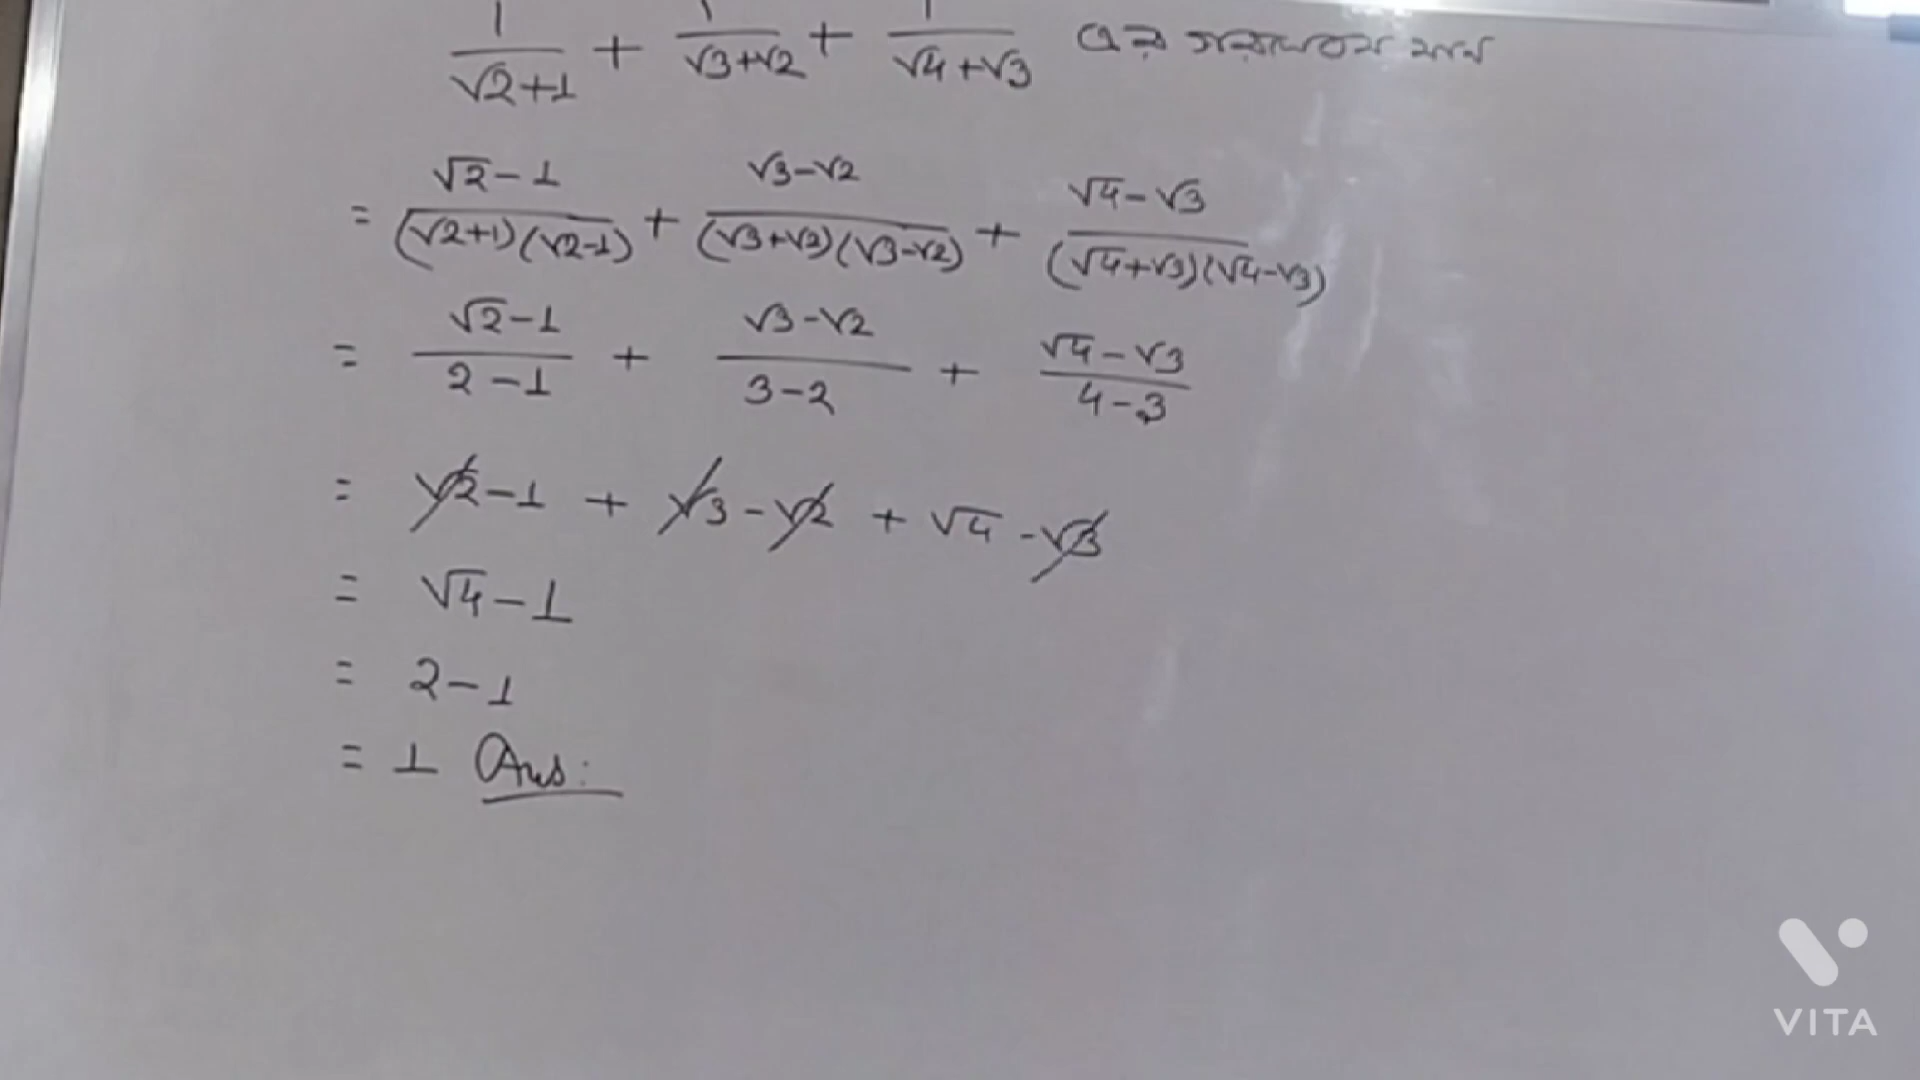 1/(√2+1) + 1/(√3+√2) + 1/(√4+√3) এর সরলতম মান
= (√2-1)/((√2+1)(√2-1)) + (√3-√2)/((√3+√2)(√3-√2)) + (√4-√3)/((√4+√3)(√4-√3))
= (√2-1)/(2-1) + (√3-√2)/(3-2) + (√4-√3)/(4-3)
= √2-1 + √3-√2 + √4-√3
= √4-1
= 2-1
= 1 Ans:
VITA